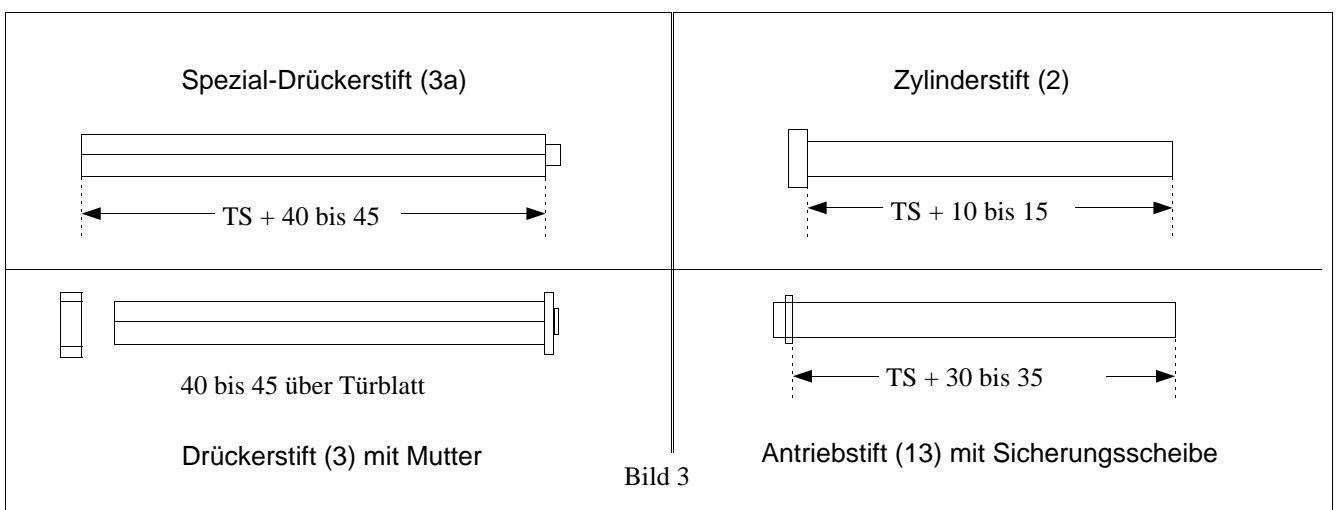 Spezial-Drückerstift (3a)
TS + 40 bis 45
Zylinderstift (2)
TS + 10 bis 15
40 bis 45 über Türblatt
Drückerstift (3) mit Mutter
TS + 30 bis 35
Antriebstift (13) mit Sicherungsscheibe
Bild 3